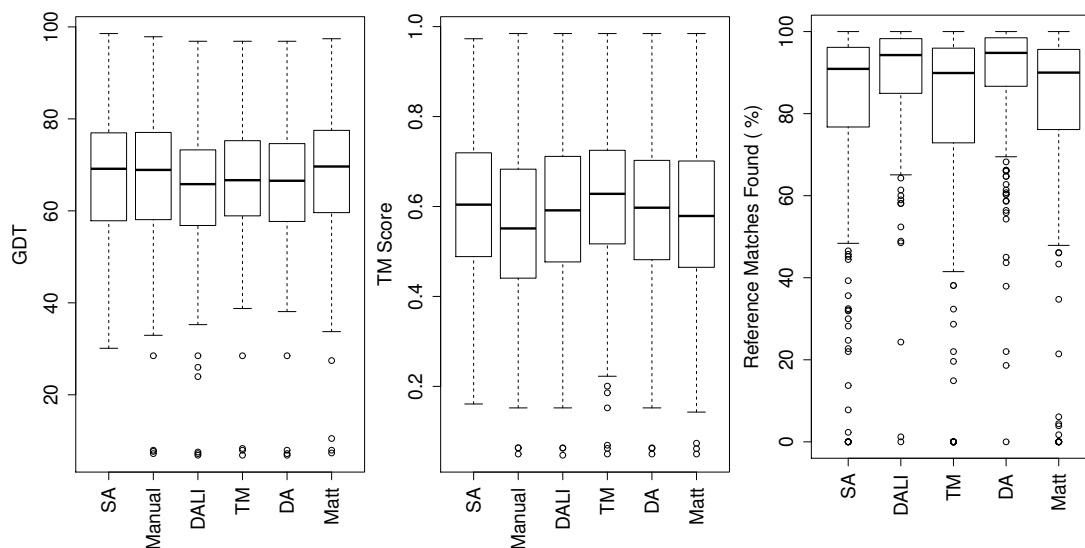 GDT
100
80
60
40
20
SA
Manual
DALI
TM
DA
Matt
TM Score
1.0
0.8
0.6
0.4
0.2
SA
Manual
DALI
TM
DA
Matt
Reference Matches Found ( %)
100
80
60
40
20
0
SA
DALI
TM
DA
Matt